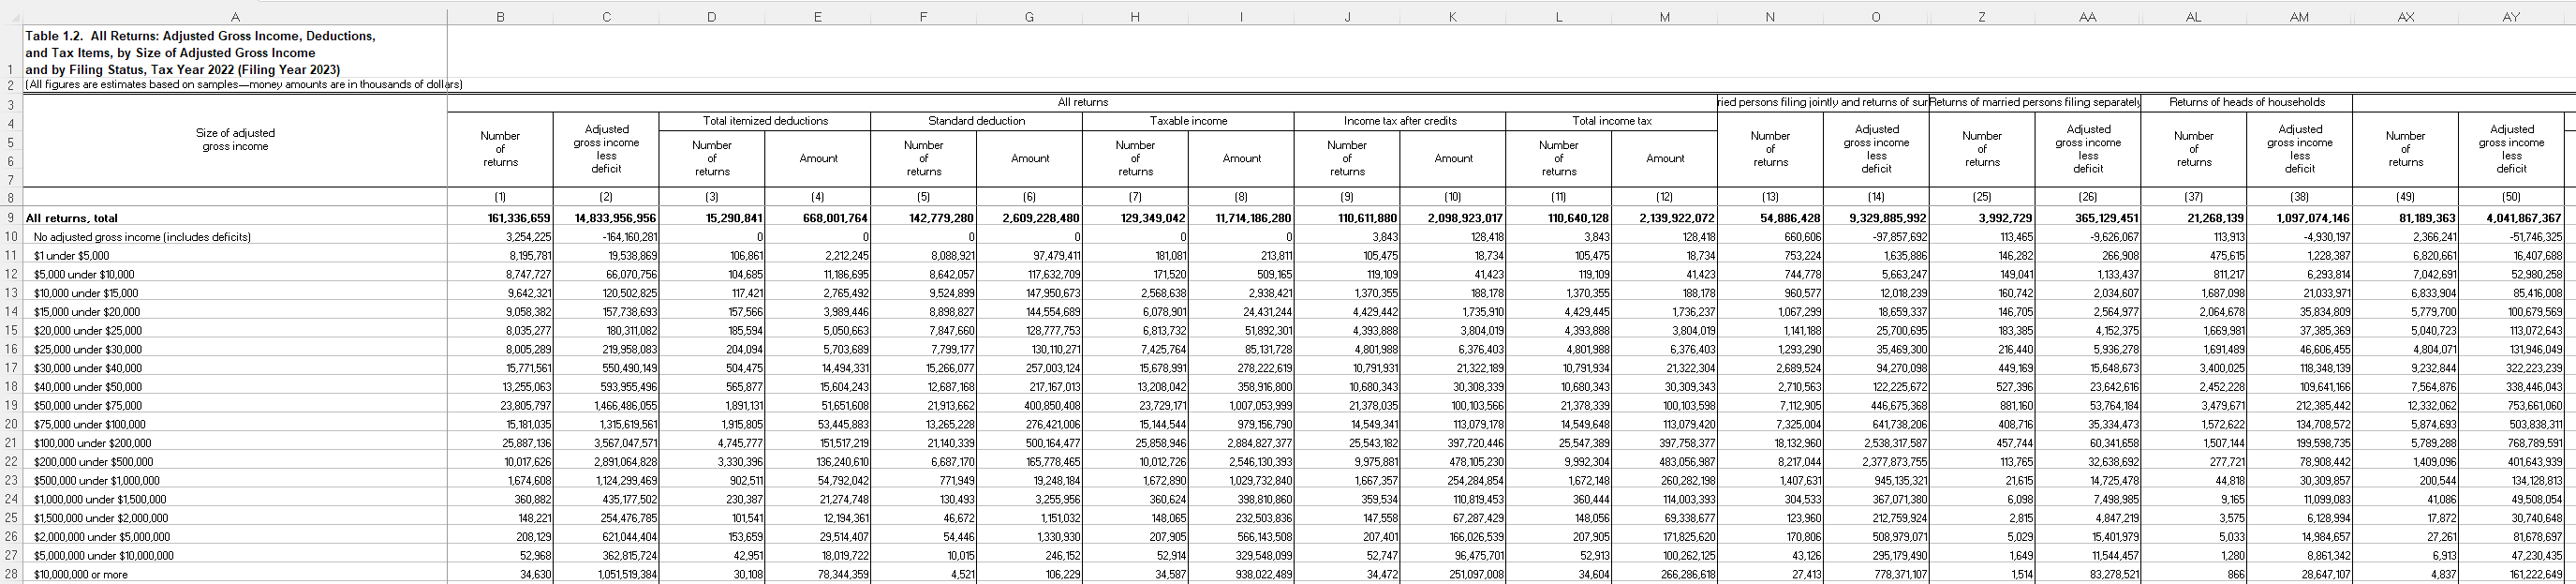 A B C D E F G H I J K L M N O Z AA AL AM AX AY
Table 1.2. All Returns: Adjusted Gross Income, Deductions,
and Tax Items, by Size of Adjusted Gross Income
1 and by Filing Status, Tax Year 2022 (Filing Year 2023)
2 (All figures are estimates based on samples—money amounts are in thousands of dollars)
3 All returns ried persons filing jointly and returns of sur Returns of married persons filing separately Returns of heads of households
4 Total itemized deductions Standard deduction Taxable income Income tax after credits Total income tax
5
6
7
Size of adjusted
gross income
Number
of
returns
Adjusted
gross income
less
deficit
Number
of
returns
Amount
Number
of
returns
Amount
Number
of
returns
Amount
Number
of
returns
Amount
Number
of
returns
Amount
Number
of
returns
Adjusted
gross income
less
deficit
Number
of
returns
Adjusted
gross income
less
deficit
Number
of
returns
Adjusted
gross income
less
deficit
Number
of
returns
Adjusted
gross income
less
deficit
8 (1) (2) (3) (4) (5) (6) (7) (8) (9) (10) (11) (12) (13) (14) (25) (26) (37) (38) (49) (50)
9 All returns, total 161,336,659 14,833,956,956 15,290,841 668,001,764 142,779,280 2,609,228,480 129,349,042 11,714,186,280 110,611,880 2,098,923,017 110,640,128 2,139,922,072 54,886,428 9,329,885,992 3,992,729 365,129,451 21,268,139 1,097,074,146 81,189,363 4,041,867,367
10 No adjusted gross income (includes deficits) 3,254,225 -164,160,281 0 0 0 0 0 0 3,843 128,418 3,843 128,418 660,606 -97,857,692 113,465 -9,626,067 113,913 -4,930,197 2,366,241 -51,746,325
11 $1 under $5,000 8,195,781 19,538,869 106,861 2,212,245 8,088,921 97,479,411 181,081 213,811 105,475 18,734 105,475 18,734 753,224 1,635,886 146,282 266,908 475,615 1,228,387 6,820,661 16,407,688
12 $5,000 under $10,000 8,747,727 66,070,756 104,685 11,186,695 8,642,057 117,632,709 171,520 509,165 119,109 41,423 119,109 41,423 744,778 5,663,247 149,041 1,133,437 811,217 6,293,814 7,042,691 52,980,258
13 $10,000 under $15,000 9,642,321 120,502,825 117,421 2,765,492 9,524,899 147,950,673 2,568,638 2,938,421 1,370,355 188,178 1,370,355 188,178 960,577 12,018,239 160,742 2,034,607 1,687,098 21,033,971 6,833,904 85,416,008
14 $15,000 under $20,000 9,058,382 157,738,693 157,566 3,989,446 8,898,827 144,554,689 6,078,901 24,431,244 4,429,442 1,735,910 4,429,445 1,736,237 1,067,299 18,659,337 146,705 2,564,977 2,064,678 35,834,809 5,779,700 100,679,569
15 $20,000 under $25,000 8,035,277 180,311,082 185,594 5,050,663 7,847,660 128,777,753 6,813,732 51,892,301 4,393,888 3,804,019 4,393,888 3,804,019 1,141,188 25,700,695 183,385 4,152,375 1,669,981 37,385,369 5,040,723 113,072,643
16 $25,000 under $30,000 8,005,289 219,958,083 204,094 5,703,689 7,799,177 130,110,271 7,425,764 85,131,728 4,801,988 6,376,403 4,801,988 6,376,403 1,293,290 35,469,300 216,440 5,936,278 1,691,489 46,606,455 4,804,071 131,946,049
17 $30,000 under $40,000 15,771,561 550,490,149 504,475 14,494,331 15,266,077 257,003,124 15,678,991 278,222,619 10,791,931 21,322,189 10,791,934 21,322,304 2,689,524 94,270,098 449,169 15,648,673 3,400,025 118,348,139 9,232,844 322,223,239
18 $40,000 under $50,000 13,255,063 593,955,496 565,877 15,604,243 12,687,168 217,167,013 13,208,042 358,916,800 10,680,343 30,308,339 10,680,343 30,309,343 2,710,563 122,225,672 527,396 23,642,616 2,452,228 109,641,166 7,564,876 338,446,043
19 $50,000 under $75,000 23,805,797 1,466,486,055 1,891,131 51,651,608 21,913,662 400,850,408 23,729,171 1,007,053,999 21,378,035 100,103,566 21,378,339 100,103,598 7,112,905 446,675,368 881,160 53,764,184 3,479,671 212,385,442 12,332,062 753,661,060
20 $75,000 under $100,000 15,181,035 1,315,619,561 1,915,805 53,445,883 13,265,228 276,421,006 15,144,544 979,156,790 14,549,341 113,079,178 14,549,648 113,079,420 7,325,004 641,738,206 408,716 35,334,473 1,572,622 134,708,572 5,874,693 503,838,311
21 $100,000 under $200,000 25,887,136 3,567,047,571 4,745,777 151,517,219 21,140,339 500,164,477 25,858,946 2,884,827,377 25,543,182 397,720,446 25,547,389 397,758,377 18,132,960 2,538,317,587 457,744 60,341,658 1,507,144 199,598,735 5,789,288 768,789,591
22 $200,000 under $500,000 10,017,626 2,891,064,828 3,330,396 136,240,610 6,687,170 165,778,465 10,012,726 2,546,130,393 9,975,881 478,105,230 9,992,304 483,056,987 8,217,044 2,377,873,755 113,765 32,638,692 277,721 78,908,442 1,409,096 401,643,939
23 $500,000 under $1,000,000 1,674,608 1,124,299,469 902,511 54,792,042 771,949 19,248,184 1,672,890 1,029,732,840 1,667,357 254,284,854 1,672,148 260,282,198 1,407,631 945,135,321 21,615 14,725,478 44,818 30,309,857 200,544 134,128,813
24 $1,000,000 under $1,500,000 360,882 435,177,502 230,387 21,274,748 130,493 3,255,956 360,624 398,810,860 359,534 110,819,453 360,444 114,003,393 304,533 367,071,380 6,098 7,498,985 9,165 11,099,083 41,086 49,508,054
25 $1,500,000 under $2,000,000 148,221 254,476,785 101,541 12,194,361 46,672 1,151,032 148,065 232,503,836 147,558 67,287,429 148,056 69,338,677 123,960 212,759,924 2,815 4,847,219 3,575 6,128,994 17,872 30,740,648
26 $2,000,000 under $5,000,000 208,129 621,044,404 153,659 29,514,407 54,446 1,330,930 207,905 566,143,508 207,401 166,026,539 207,905 171,825,620 170,806 508,979,071 5,029 15,401,979 5,033 14,984,657 27,261 81,678,697
27 $5,000,000 under $10,000,000 52,968 362,815,724 42,951 18,019,722 10,015 246,152 52,914 329,548,099 52,747 96,475,701 52,913 100,262,125 43,126 295,179,490 1,649 11,544,457 1,280 8,861,342 6,913 47,230,435
28 $10,000,000 or more 34,630 1,051,519,384 30,108 78,344,359 4,521 106,229 34,587 938,022,489 34,472 251,097,008 34,604 266,286,618 27,413 778,371,107 1,514 83,278,521 866 28,647,107 4,837 161,222,649